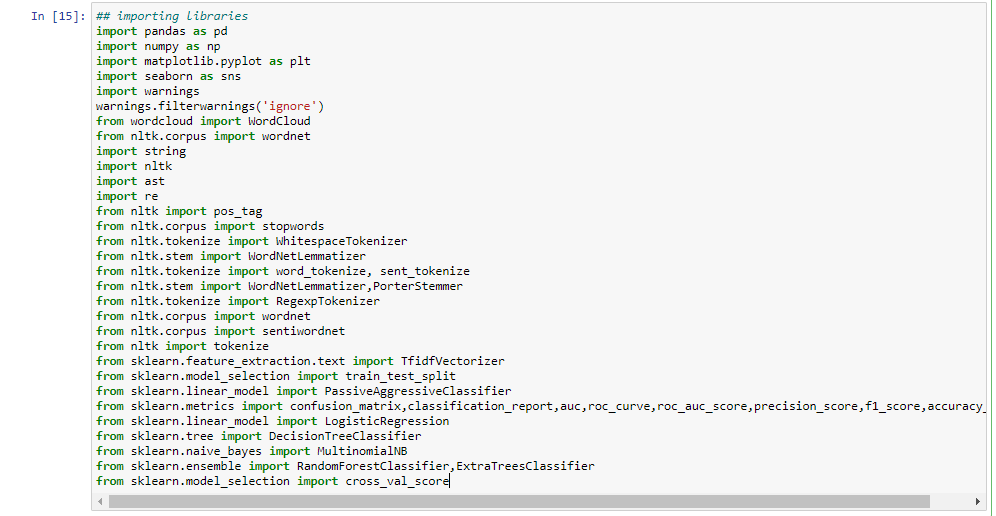 In [15]: ## importing libraries
import pandas as pd
import numpy as np
import matplotlib.pyplot as plt
import seaborn as sns
import warnings
warnings.filterwarnings('ignore')
from wordcloud import WordCloud
from nltk.corpus import wordnet
import string
import nltk
import ast
import re
from nltk import pos_tag
from nltk.corpus import stopwords
from nltk.tokenize import WhitespaceTokenizer
from nltk.stem import WordNetLemmatizer
from nltk.tokenize import word_tokenize, sent_tokenize
from nltk.stem import WordNetLemmatizer,PorterStemmer
from nltk.tokenize import RegexpTokenizer
from nltk.corpus import wordnet
from nltk.corpus import sentiwordnet
from nltk import tokenize
from sklearn.feature_extraction.text import TfidfVectorizer
from sklearn.model_selection import train_test_split
from sklearn.linear_model import PassiveAggressiveClassifier
from sklearn.metrics import confusion_matrix,classification_report,auc,roc_curve,roc_auc_score,precision_score,f1_score,accuracy_
from sklearn.linear_model import LogisticRegression
from sklearn.tree import DecisionTreeClassifier
from sklearn.naive_bayes import MultinomialNB
from sklearn.ensemble import RandomForestClassifier,ExtraTreesClassifier
from sklearn.model_selection import cross_val_score